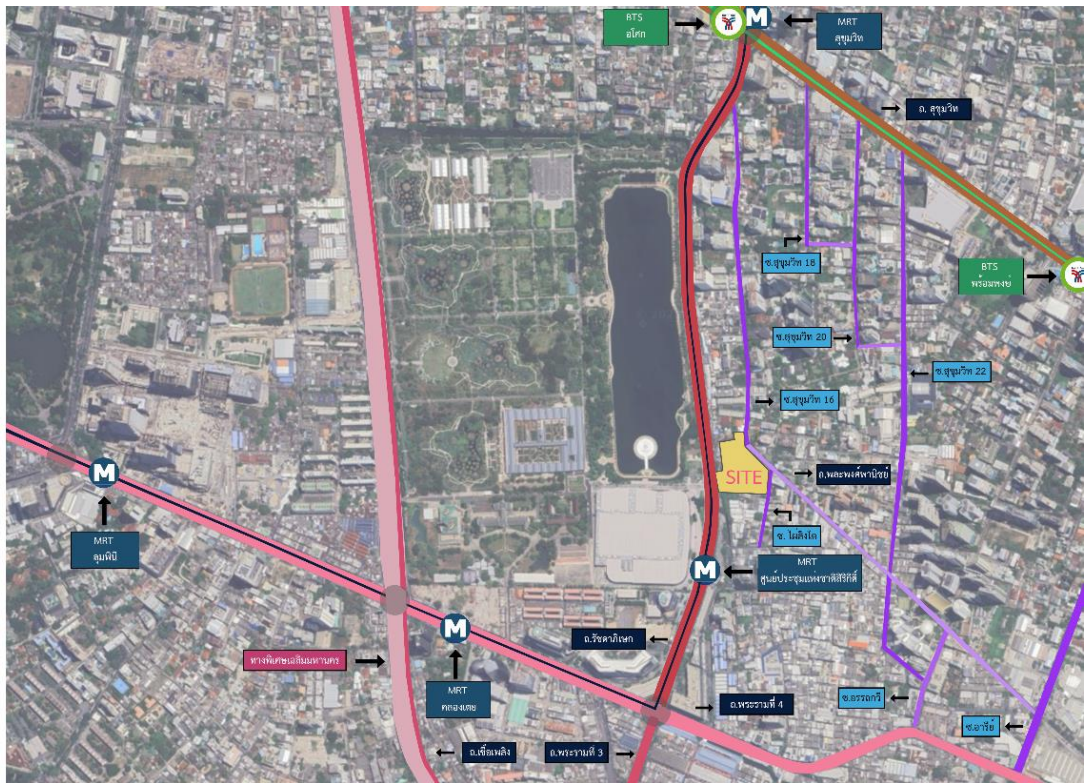 BTS
อโศก
M
MRT
สุขุมวิท
ถ. สุขุมวิท
ซ.สุขุมวิท 18
BTS
พร้อมพงษ์
ซ.สุขุมวิท 20
ซ.สุขุมวิท 22
ซ.สุขุมวิท 16
SITE
ถ.พละพงศ์พานิชย์
M
MRT
ลุมพินี
ซ. ไผ่สิงโต
M
MRT
ศูนย์ประชุมแห่งชาติสิริกิติ์
M
MRT
คลองเตย
ถ.รัชดาภิเษก
ทางพิเศษเฉลิมมหานคร
ถ.พระรามที่ 4
ซ.อรรถกวี
ซ.อารีย์
ถ.เชื้อเพลิง
ถ.พระรามที่ 3